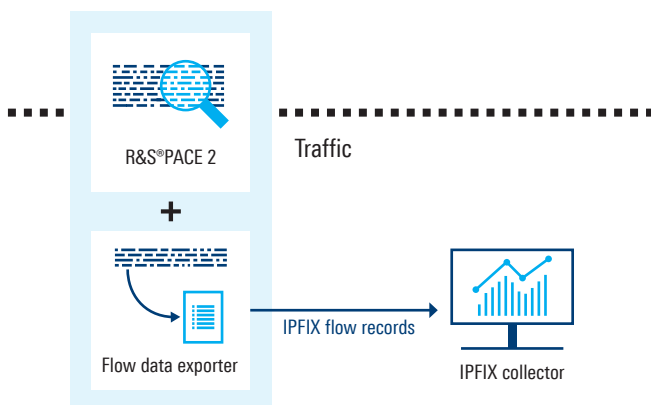 R&S®PACE 2
Traffic
+
Flow data exporter
IPFIX flow records
IPFIX collector